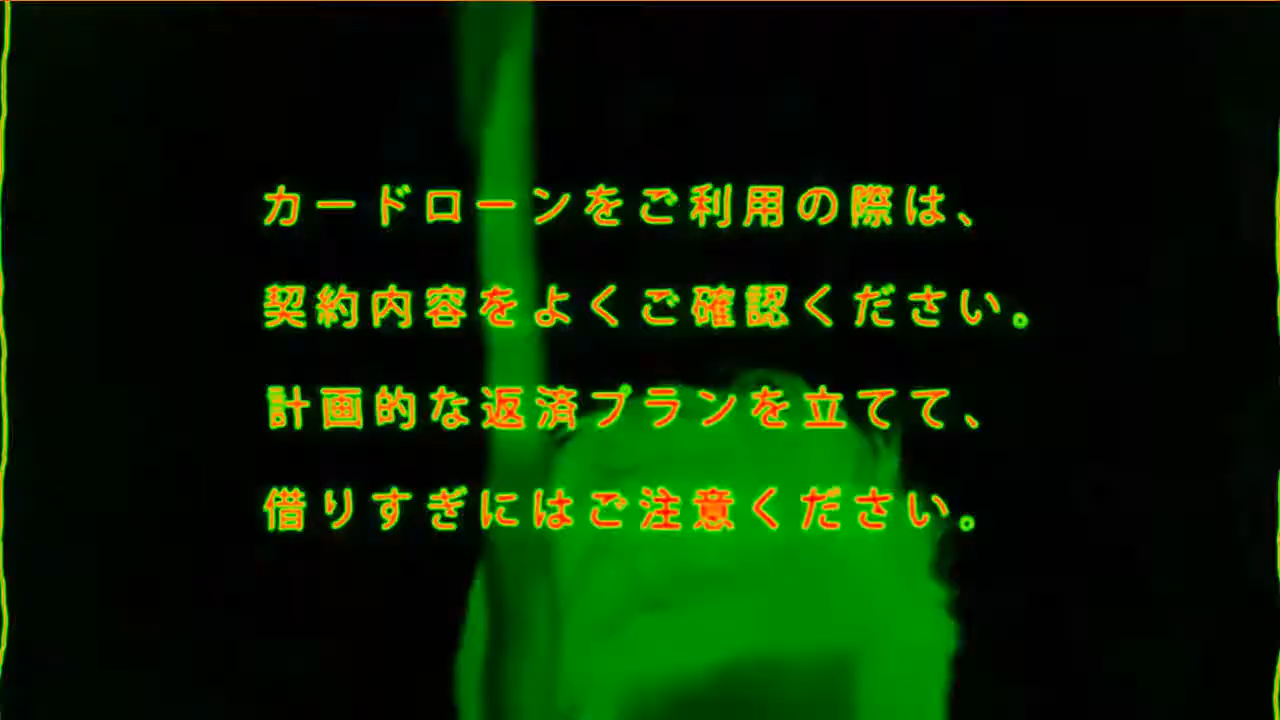 カードローンをご利用の際は、
契約内容をよくご確認ください。
計画的な返済プランを立てて、
借りすぎにはご注意ください。